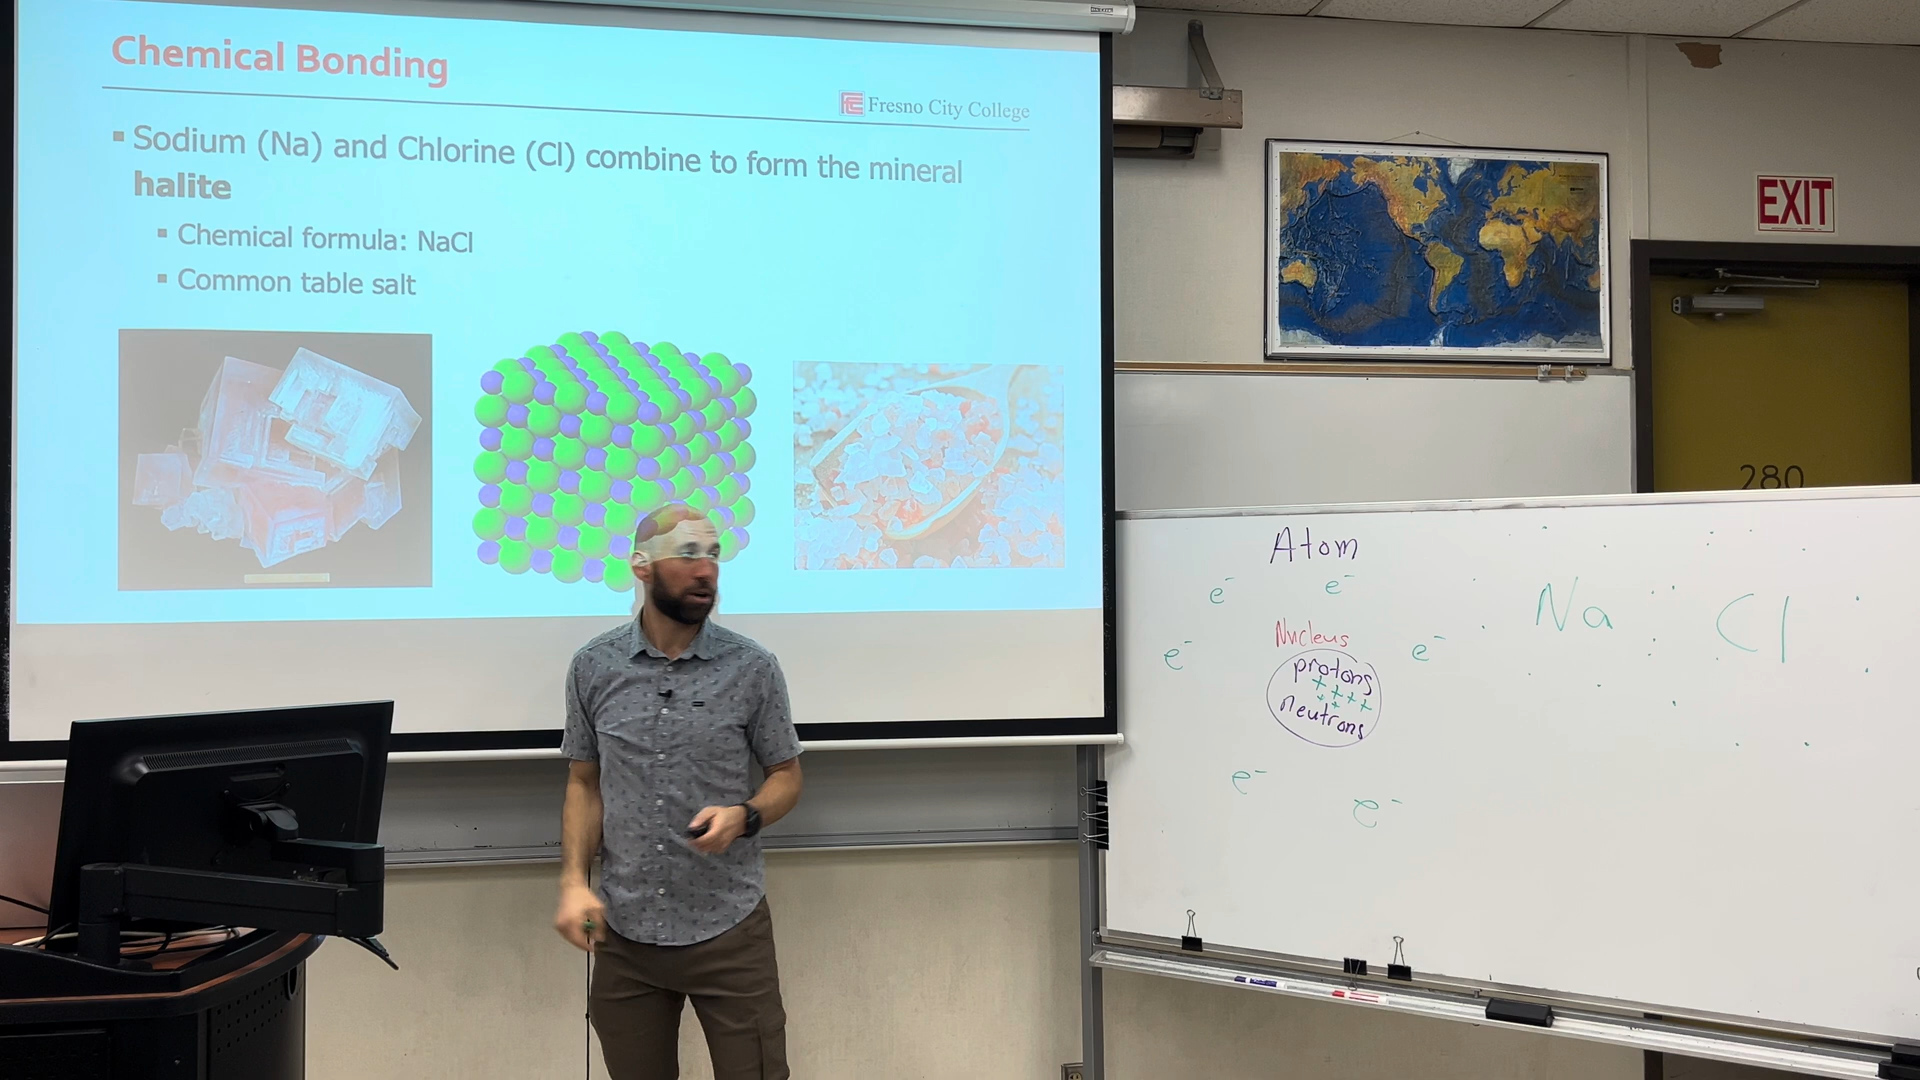 Chemical Bonding
FCC Fresno City College
▪ Sodium (Na) and Chlorine (Cl) combine to form the mineral
halite
▪ Chemical formula: NaCl
▪ Common table salt
EXIT
280
Atom
e⁻ e⁻
Nucleus
e⁻ e⁻
protons
++++
+++
neutrons
e⁻
e⁻
Na Cl